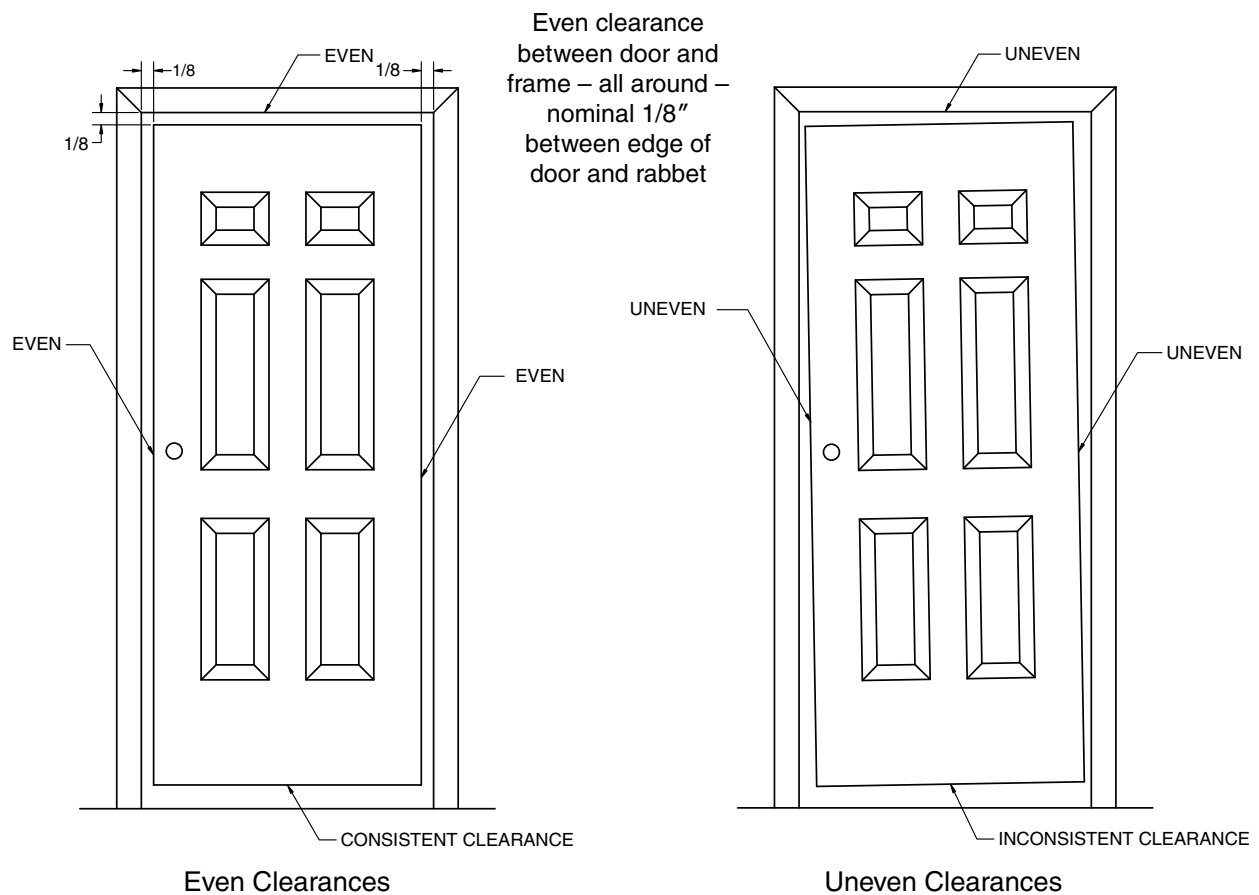 EVEN
1/8
1/8
1/8
Even clearance
between door and
frame – all around –
nominal 1/8″
between edge of
door and rabbet
UNEVEN
EVEN
EVEN
UNEVEN
UNEVEN
CONSISTENT CLEARANCE
INCONSISTENT CLEARANCE
Even Clearances
Uneven Clearances